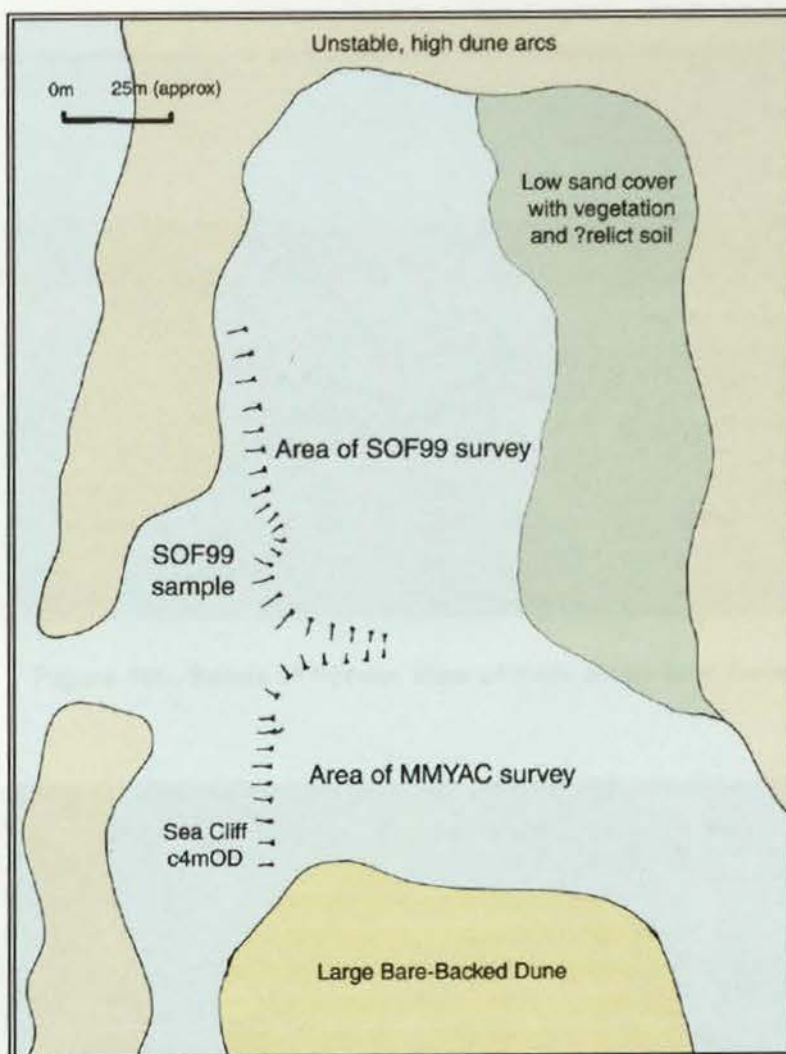 Unstable, high dune arcs
0m 25m (approx)
Low sand cover
with vegetation
and ?relict soil
Area of SOF99 survey
SOF99
sample
Area of MMYAC survey
Sea Cliff
c4mOD
Large Bare-Backed Dune